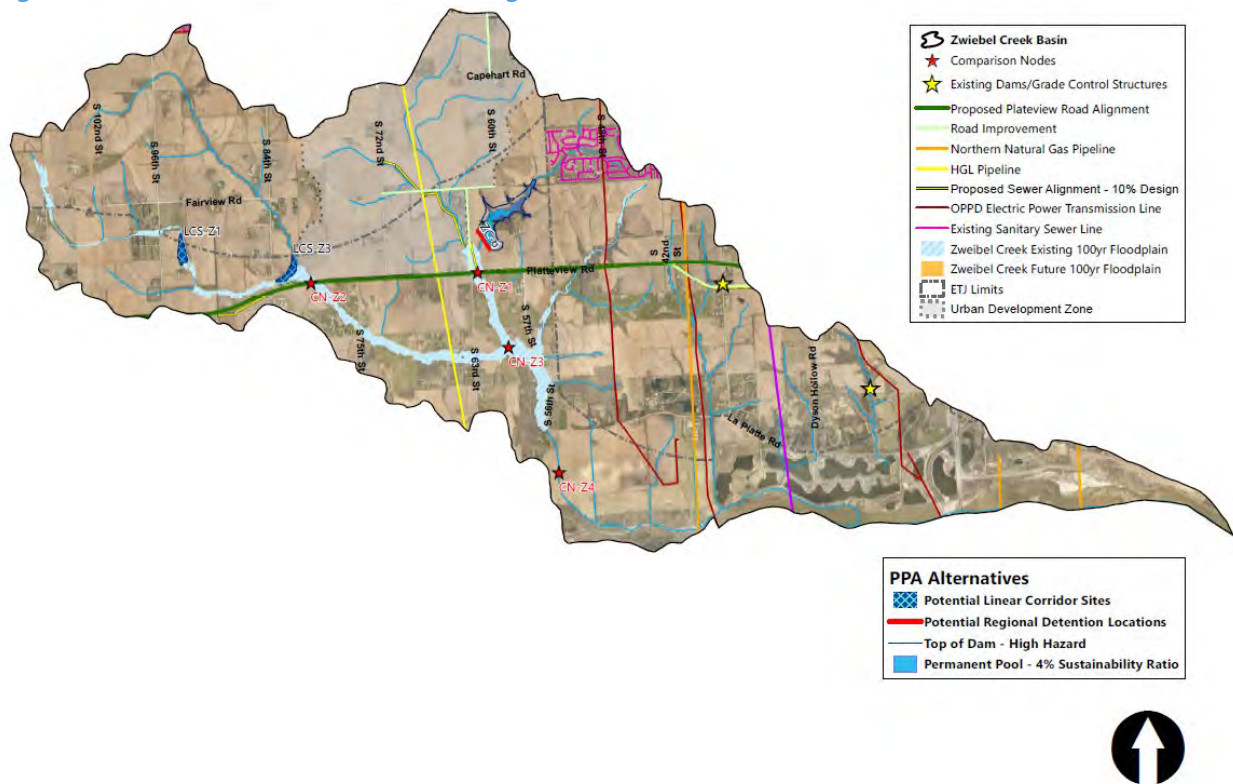 Zwiebel Creek Basin
Comparison Nodes
Existing Dams/Grade Control Structures
Proposed Plateview Road Alignment
Road Improvement
Northern Natural Gas Pipeline
HGL Pipeline
Proposed Sewer Alignment - 10% Design
OPPD Electric Power Transmission Line
Existing Sanitary Sewer Line
Zweibel Creek Existing 100yr Floodplain
Zweibel Creek Future 100yr Floodplain
ETJ Limits
Urban Development Zone
Capehart Rd
S 102nd St
S 96th St
S 84th St
S 72nd St
S 60th St
Fairview Rd
LCS-Z1
LCS-Z3
S 42nd St
Platteview Rd
CN-Z1
CN-Z2
S 75th St
S 63rd St
CN-Z3
S 57th St
S 56th St
Dyson Hollow Rd
La Platte Rd
CN-Z4
PPA Alternatives
Potential Linear Corridor Sites
Potential Regional Detention Locations
Top of Dam - High Hazard
Permanent Pool - 4% Sustainability Ratio